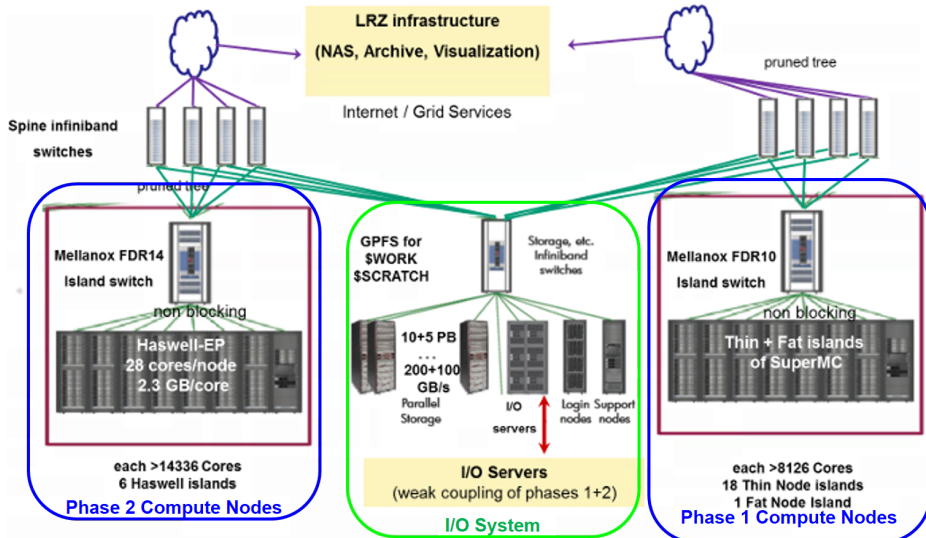 LRZ infrastructure
(NAS, Archive, Visualization)
Internet / Grid Services
pruned tree
Spine infiniband
switches
pruned tree
Mellanox FDR14
Island switch
non blocking
Haswell-EP
28 cores/node
2.3 GB/core
each >14336 Cores
6 Haswell islands
Phase 2 Compute Nodes
GPFS for
$WORK
$SCRATCH
Storage, etc.
Infiniband
switches
10+5 PB
...
200+100
GB/s
Parallel
Storage
I/O
servers
Login
nodes
Support
nodes
I/O Servers
(weak coupling of phases 1+2)
I/O System
Mellanox FDR10
Island switch
non blocking
Thin + Fat islands
of SuperMC
each >8126 Cores
18 Thin Node islands
1 Fat Node Island
Phase 1 Compute Nodes